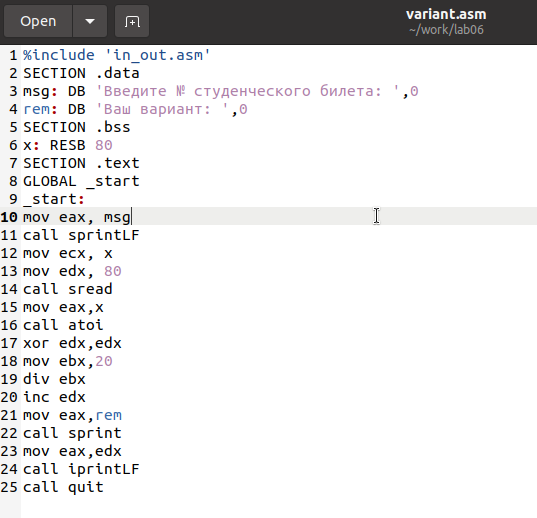 Open
variant.asm
~/work/lab06
1 %include 'in_out.asm'
2 SECTION .data
3 msg: DB 'Введите № студенческого билета: ',0
4 rem: DB 'Ваш вариант: ',0
5 SECTION .bss
6 x: RESB 80
7 SECTION .text
8 GLOBAL _start
9 _start:
10 mov eax, msg
11 call sprintLF
12 mov ecx, x
13 mov edx, 80
14 call sread
15 mov eax,x
16 call atoi
17 xor edx,edx
18 mov ebx,20
19 div ebx
20 inc edx
21 mov eax,rem
22 call sprint
23 mov eax,edx
24 call iprintLF
25 call quit